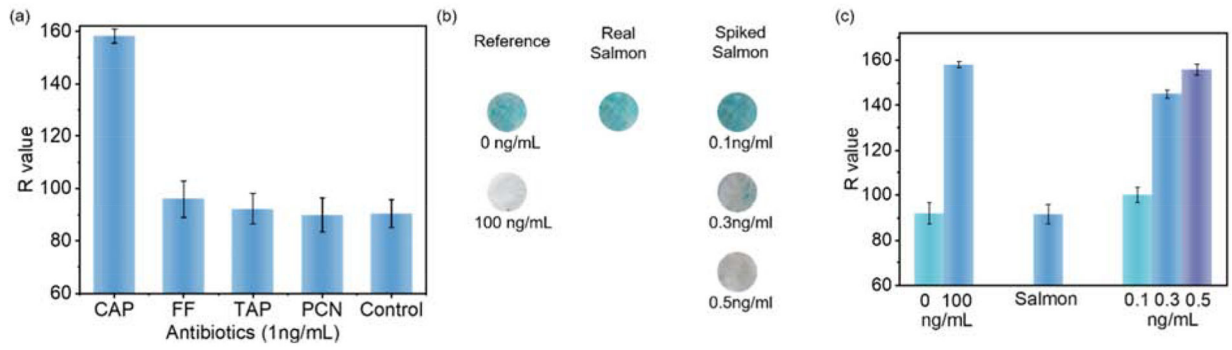 (a)
160
140
120
100
80
60
R value
CAP FF TAP PCN Control
Antibiotics (1ng/mL)
(b)
Reference
Real
Salmon
Spiked
Salmon
0 ng/mL
0.1ng/ml
100 ng/mL
0.3ng/ml
0.5ng/ml
(c)
160
140
120
100
80
60
R value
0 100 Salmon 0.1 0.3 0.5
ng/mL ng/mL